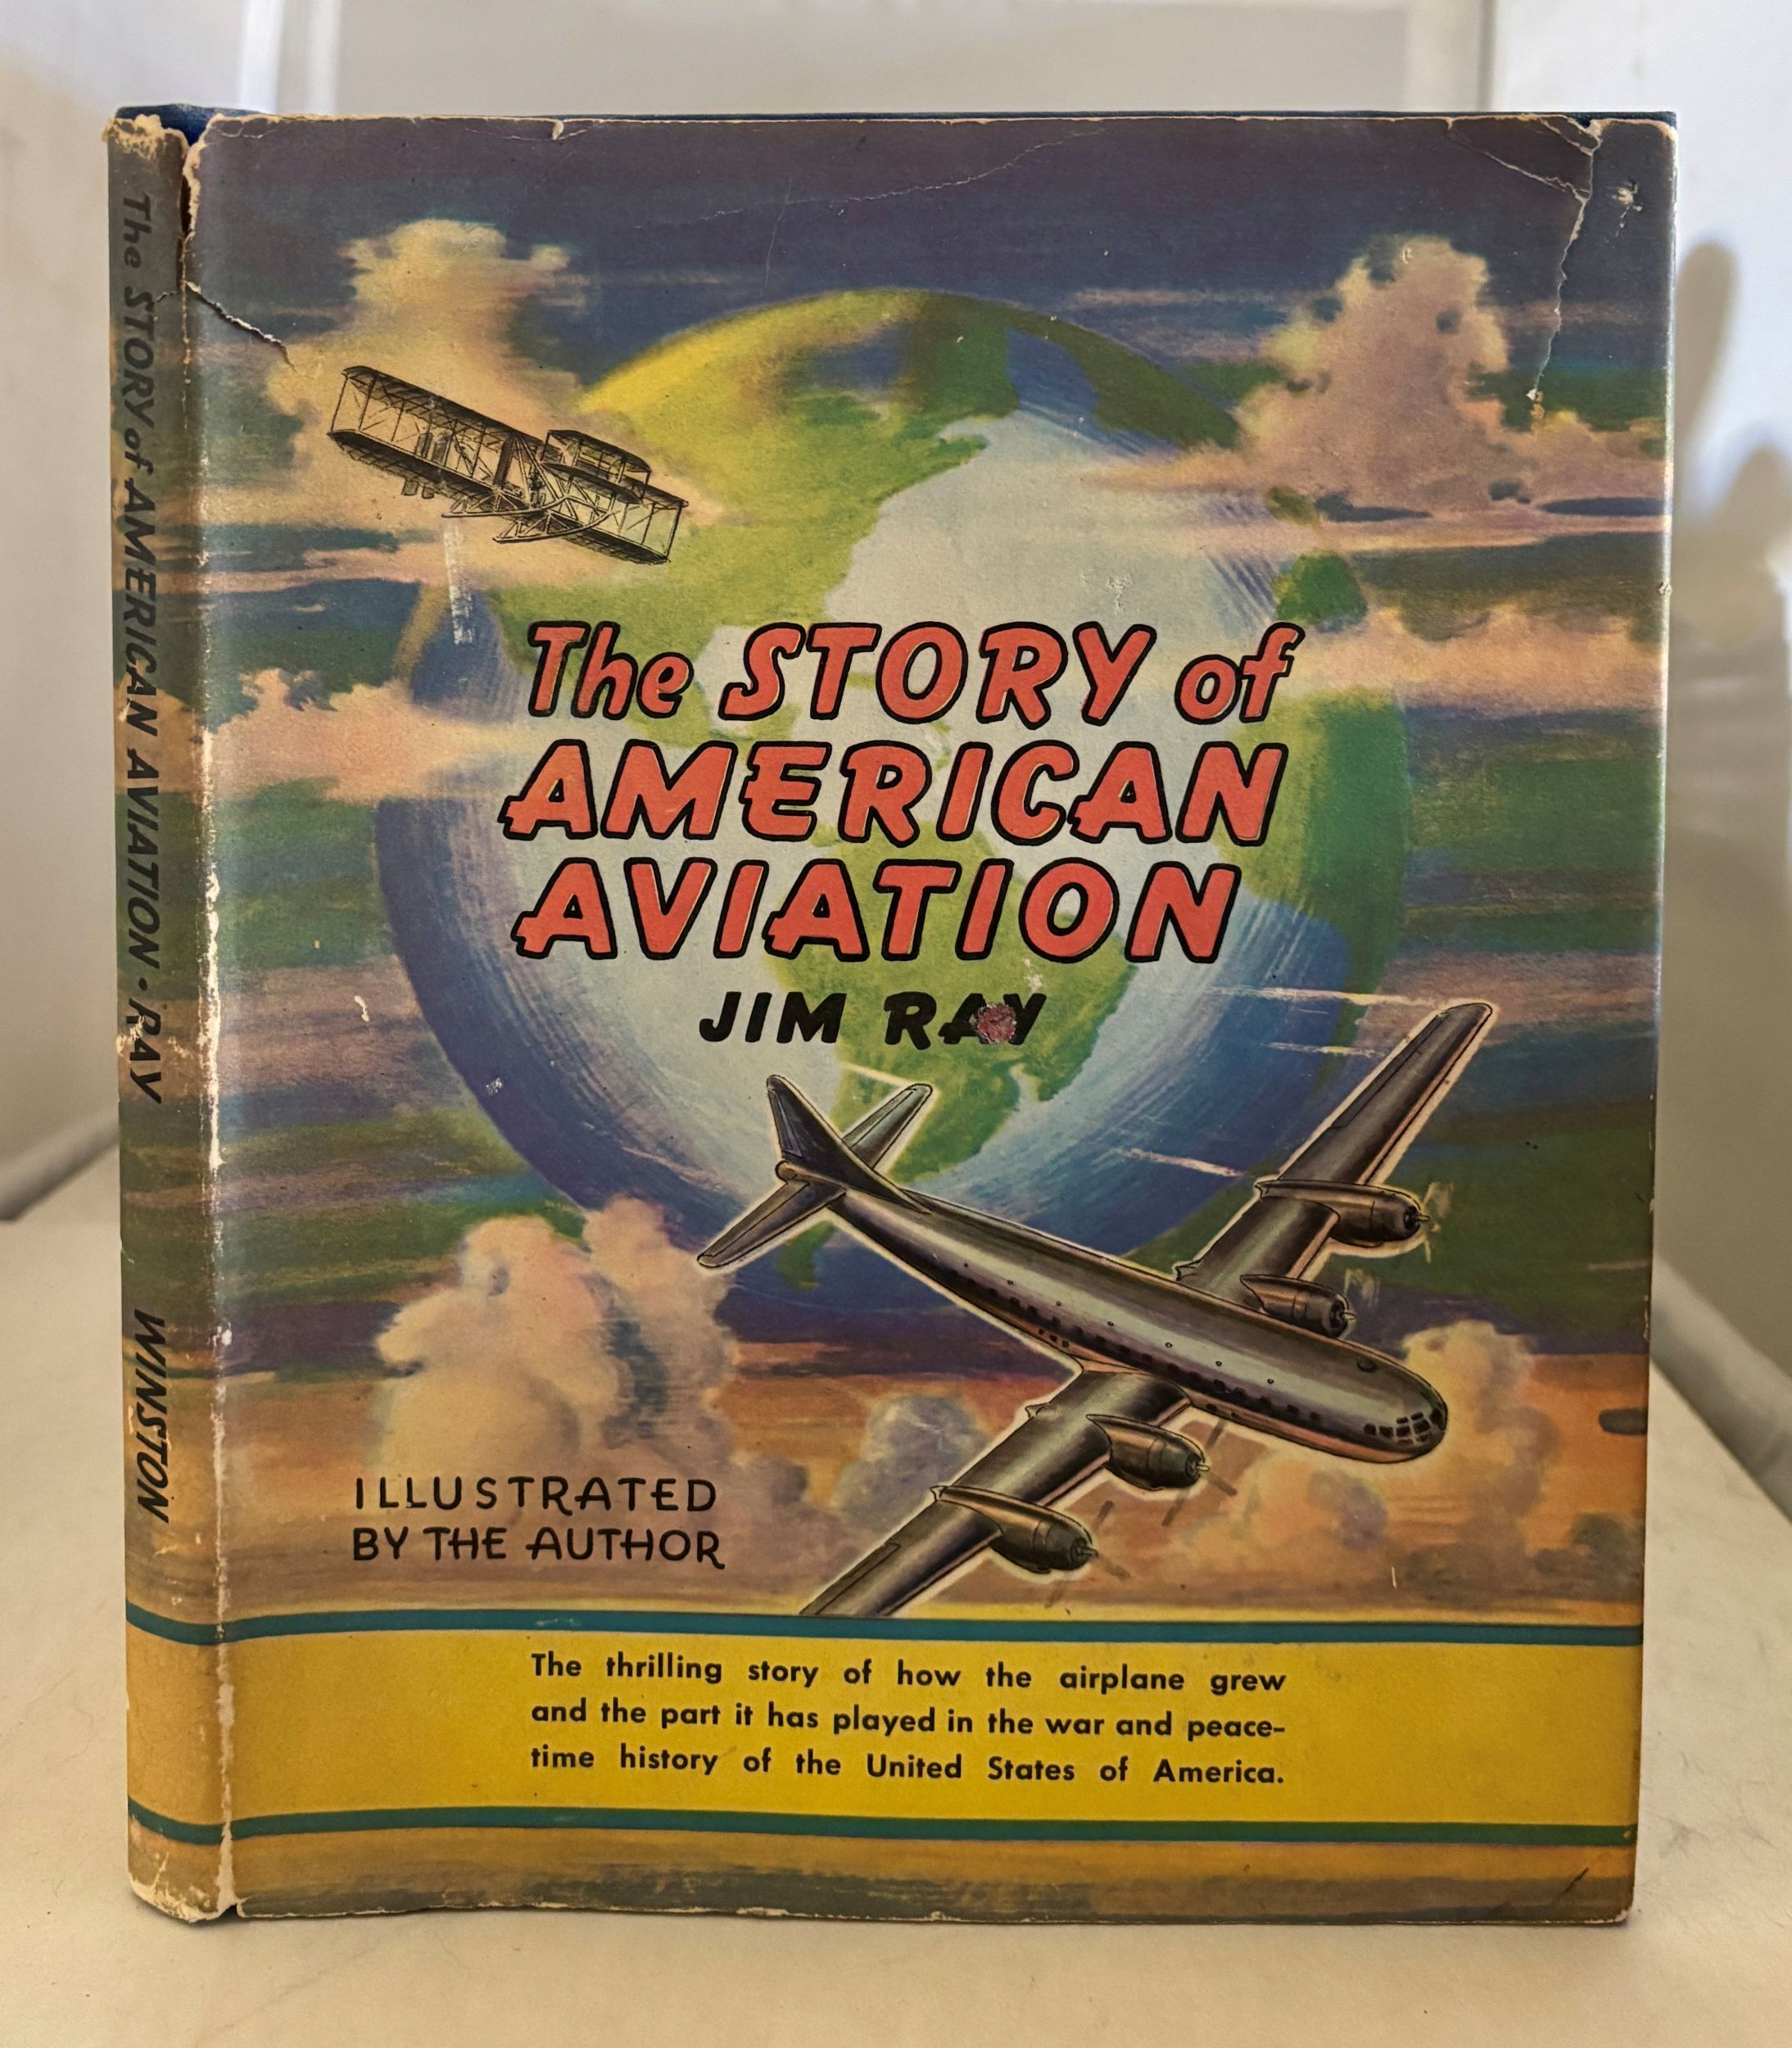 The STORY of AMERICAN AVIATION · RAY
WINSTON
The STORY of
AMERICAN
AVIATION
JIM RAY
ILLUSTRATED
BY THE AUTHOR
The thrilling story of how the airplane grew
and the part it has played in the war and peace-
time history of the United States of America.